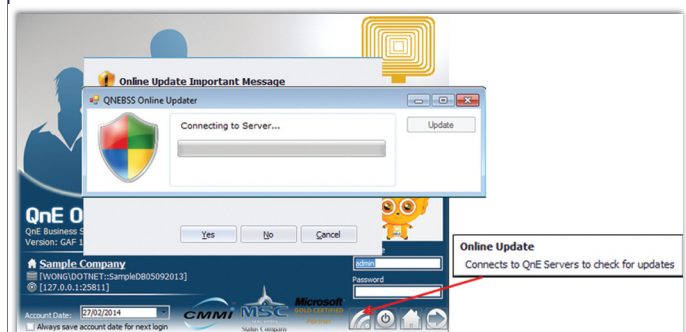 Online Update Important Message
QNEBSS Online Updater
Connecting to Server...
Update
QnE O
QnE Business S
Version: GAF 1
Yes
No
Cancel
Online Update
Connects to QnE Servers to check for updates
Sample Company
[VWONG\DOTNET::SampleDB05092013]
[127.0.0.1:25811]
admin
Password
Account Date:
27/02/2014
Always save account date for next login
CMMI
MSC
Status Company
Microsoft
GOLD CERTIFIED
Partner